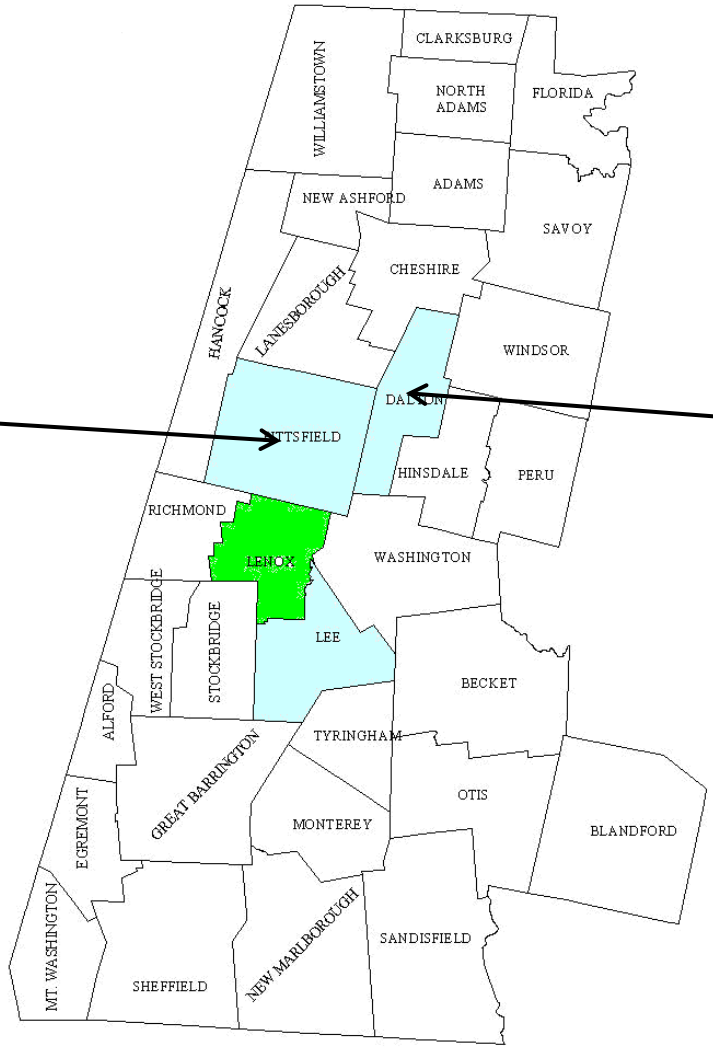 CLARKSBURG
WILLIAMSTOWN
NORTH
ADAMS
FLORIDA
ADAMS
NEW ASHFORD
SAVOY
CHESHIRE
LANESBOROUGH
HANCOCK
WINDSOR
DALTON
PITTSFIELD
HINSDALE
PERU
RICHMOND
LENOX
WASHINGTON
WEST STOCKBRIDGE
STOCKBRIDGE
LEE
BECKET
ALFORD
TYRINGHAM
GREAT BARRINGTON
OTIS
EGREMONT
MONTEREY
BLANDFORD
MT. WASHINGTON
NEW MARLBOROUGH
SANDISFIELD
SHEFFIELD